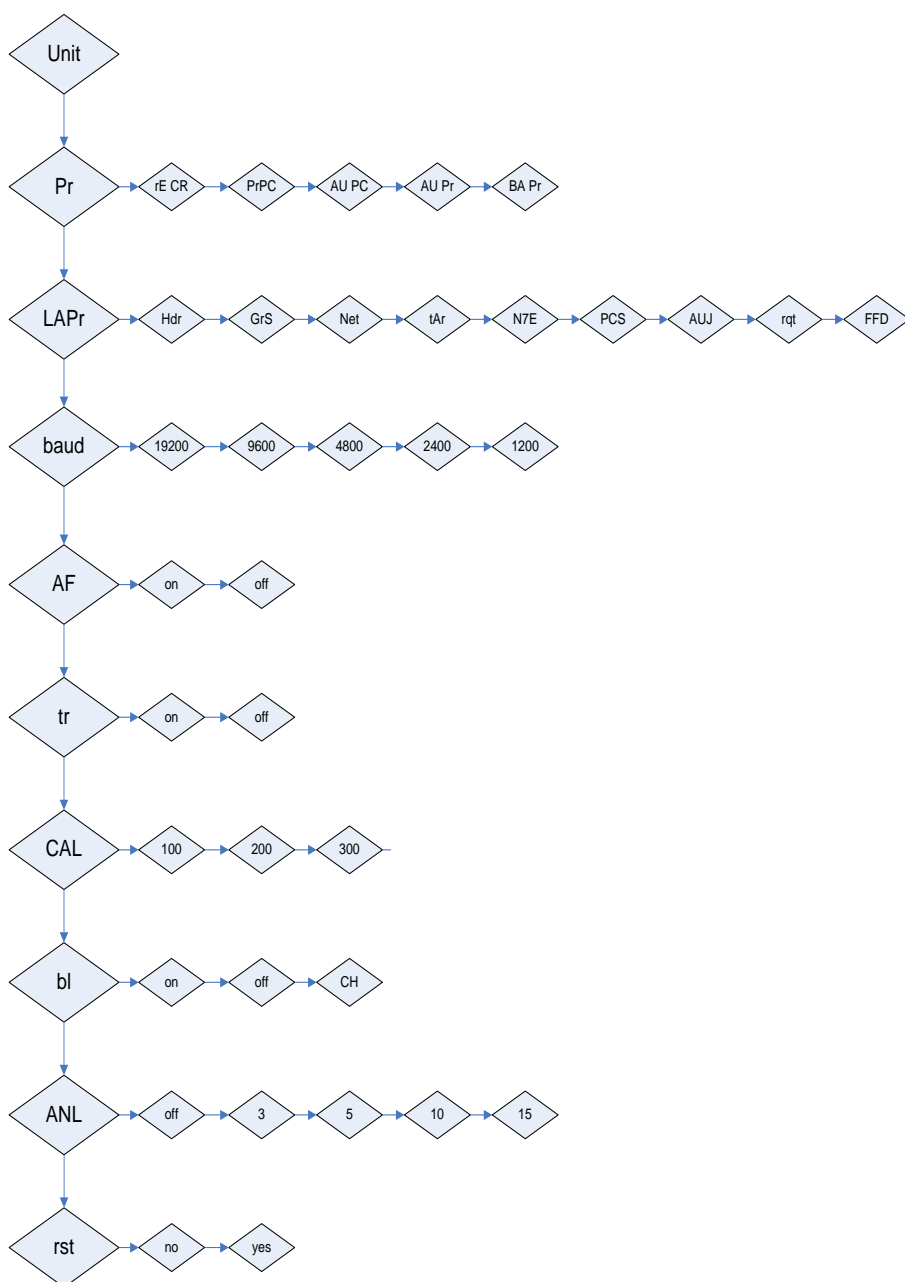 Unit
Pr rE CR PrPC AU PC AU Pr BA Pr
LAPr Hdr GrS Net tAr N7E PCS AUJ rqt FFD
baud 19200 9600 4800 2400 1200
AF on off
tr on off
CAL 100 200 300
bl on off CH
ANL off 3 5 10 15
rst no yes